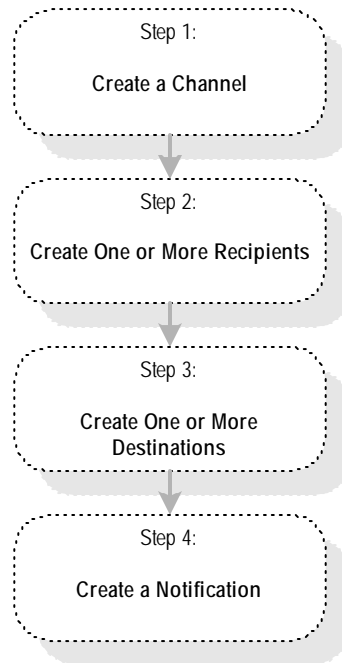 Step 1:
Create a Channel
Step 2:
Create One or More Recipients
Step 3:
Create One or More
Destinations
Step 4:
Create a Notification